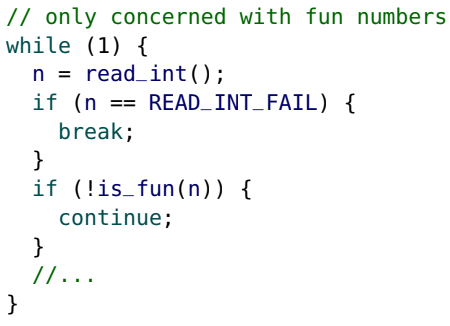 // only concerned with fun numbers
while (1) {
  n = read_int();
  if (n == READ_INT_FAIL) {
    break;
  }
  if (!is_fun(n)) {
    continue;
  }
  //...
}